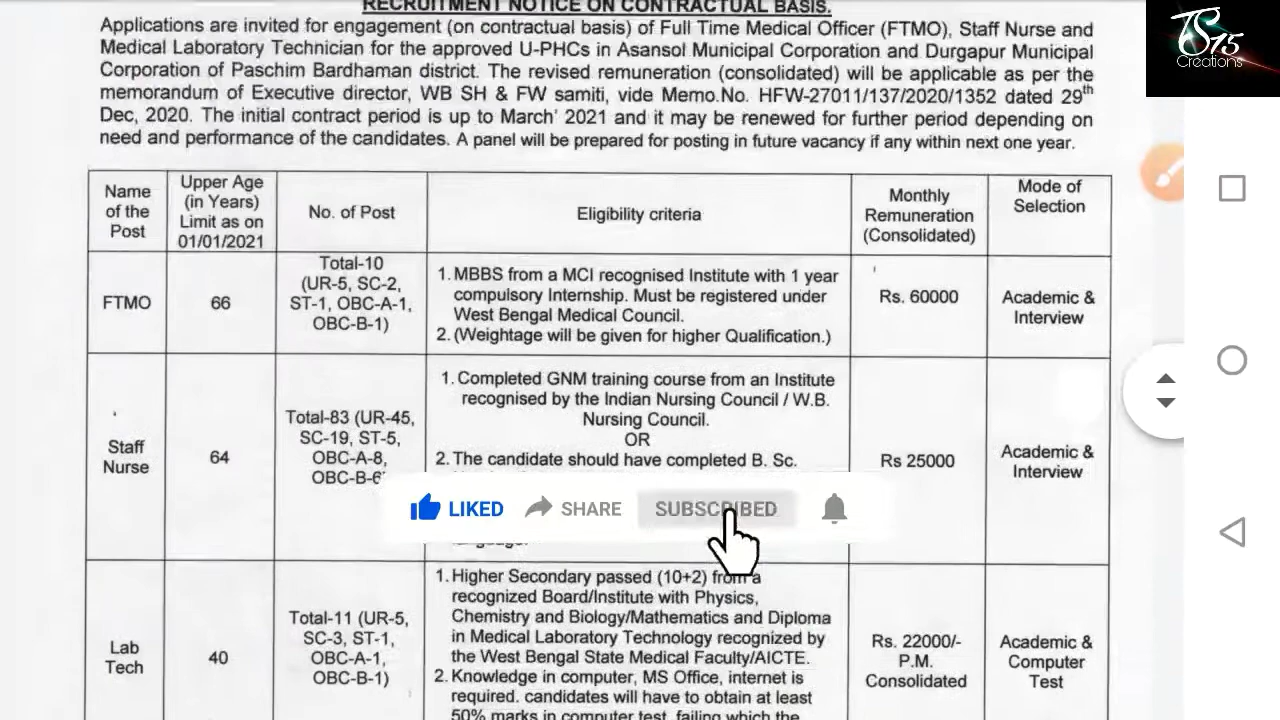 RECRUITMENT NOTICE ON CONTRACTUAL BASIS.
Applications are invited for engagement (on contractual basis) of Full Time Medical Officer (FTMO), Staff Nurse and
Medical Laboratory Technician for the approved U-PHCs in Asansol Municipal Corporation and Durgapur Municipal
Corporation of Paschim Bardhaman district. The revised remuneration (consolidated) will be applicable as per the
memorandum of Executive director, WB SH & FW samiti, vide Memo.No. HFW-27011/137/2020/1352 dated 29th
Dec, 2020. The initial contract period is up to March' 2021 and it may be renewed for further period depending on
need and performance of the candidates. A panel will be prepared for posting in future vacancy if any within next one year.
TS75
Creations
Name
of the
Post
Upper Age
(in Years)
Limit as on
01/01/2021
No. of Post
Eligibility criteria
Monthly
Remuneration
(Consolidated)
Mode of
Selection
FTMO
66
Total-10
(UR-5, SC-2,
ST-1, OBC-A-1,
OBC-B-1)
1. MBBS from a MCI recognised Institute with 1 year
compulsory Internship. Must be registered under
West Bengal Medical Council.
2. (Weightage will be given for higher Qualification.)
Rs. 60000
Academic &
Interview
Staff
Nurse
64
Total-83 (UR-45,
SC-19, ST-5,
OBC-A-8,
OBC-B-6
1. Completed GNM training course from an Institute
recognised by the Indian Nursing Council / W.B.
Nursing Council.
OR
2. The candidate should have completed B. Sc.
Rs 25000
Academic &
Interview
LIKED SHARE SUBSCRIBED
Lab
Tech
40
Total-11 (UR-5,
SC-3, ST-1,
OBC-A-1,
OBC-B-1)
1. Higher Secondary passed (10+2) from a
recognized Board/Institute with Physics,
Chemistry and Biology/Mathematics and Diploma
in Medical Laboratory Technology recognized by
the West Bengal State Medical Faculty/AICTE.
2. Knowledge in computer, MS Office, internet is
required. candidates will have to obtain at least
50% marks in computer test, failing which the
Rs. 22000/-
P.M.
Consolidated
Academic &
Computer
Test